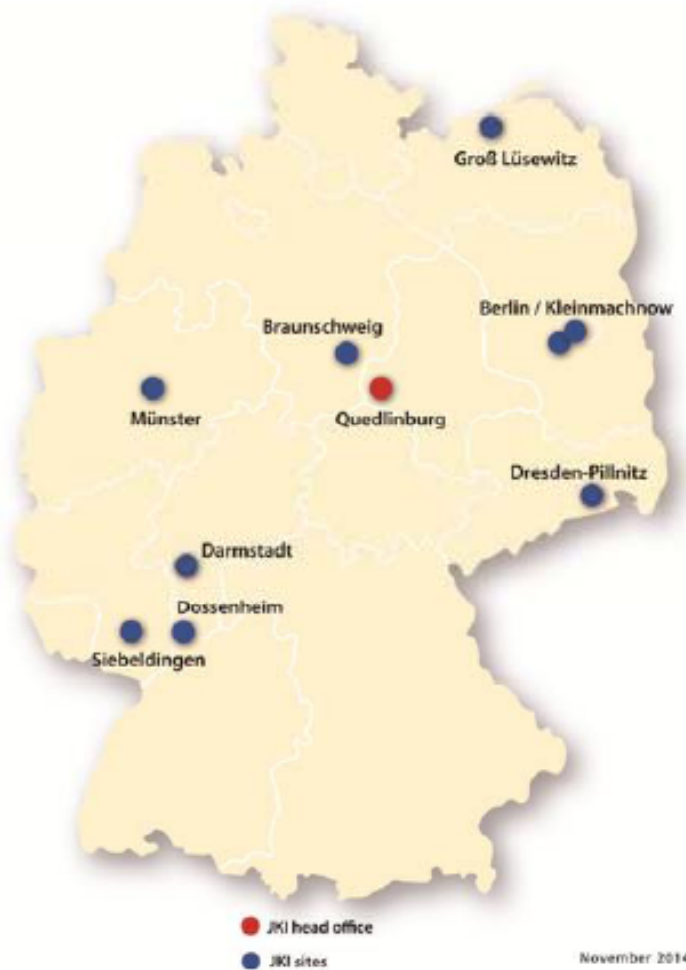 Groß Lüsewitz
Berlin / Kleinmachnow
Braunschweig
Münster
Quedlinburg
Dresden-Pillnitz
Darmstadt
Dossenheim
Siebeldingen
JKI head office
JKI sites
November 2014